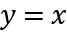 y = x